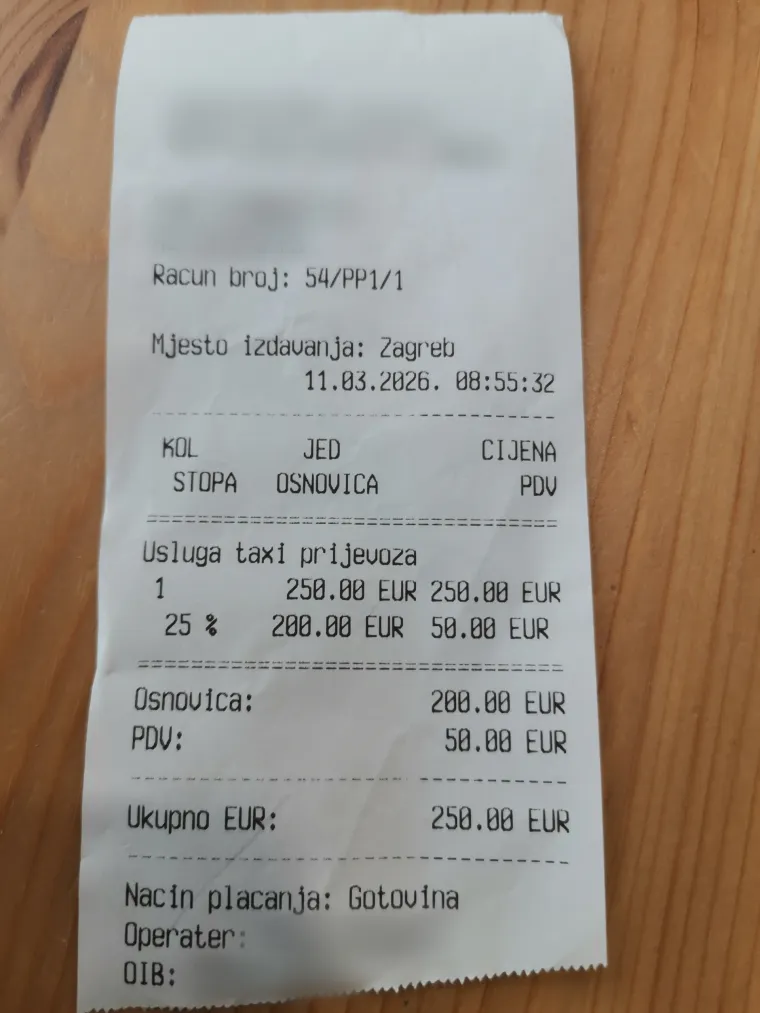 Racun broj: 54/PP1/1
Mjesto izdavanja: Zagreb
11.03.2026. 08:55:32
KOL JED CIJENA
STOPA OSNOVICA PDV
Usluga taxi prijevoza
1 250.00 EUR 250.00 EUR
25 % 200.00 EUR 50.00 EUR
Osnovica: 200.00 EUR
PDV: 50.00 EUR
Ukupno EUR: 250.00 EUR
Nacin placanja: Gotovina
Operater:
OIB: